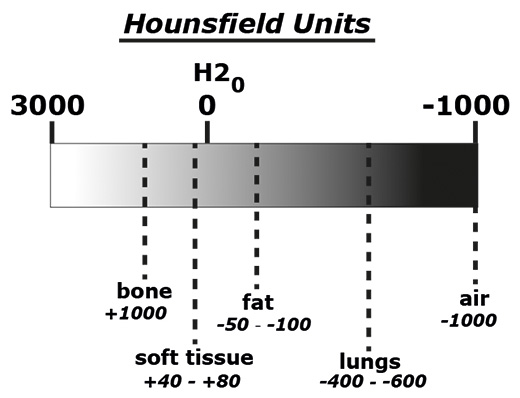 Hounsfield Units
H20
3000 0 -1000
bone
+1000
fat
-50 - -100
air
-1000
soft tissue
+40 - +80
lungs
-400 - -600